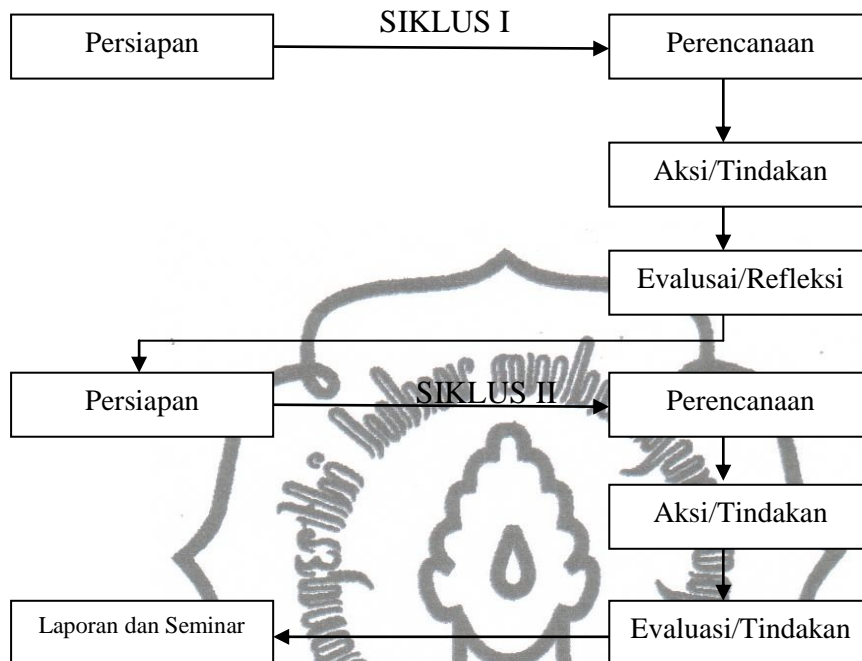 SIKLUS I
Persiapan
Perencanaan
Aksi/Tindakan
Evalusai/Refleksi
Persiapan
SIKLUS II
Perencanaan
Aksi/Tindakan
Laporan dan Seminar
Evaluasi/Tindakan